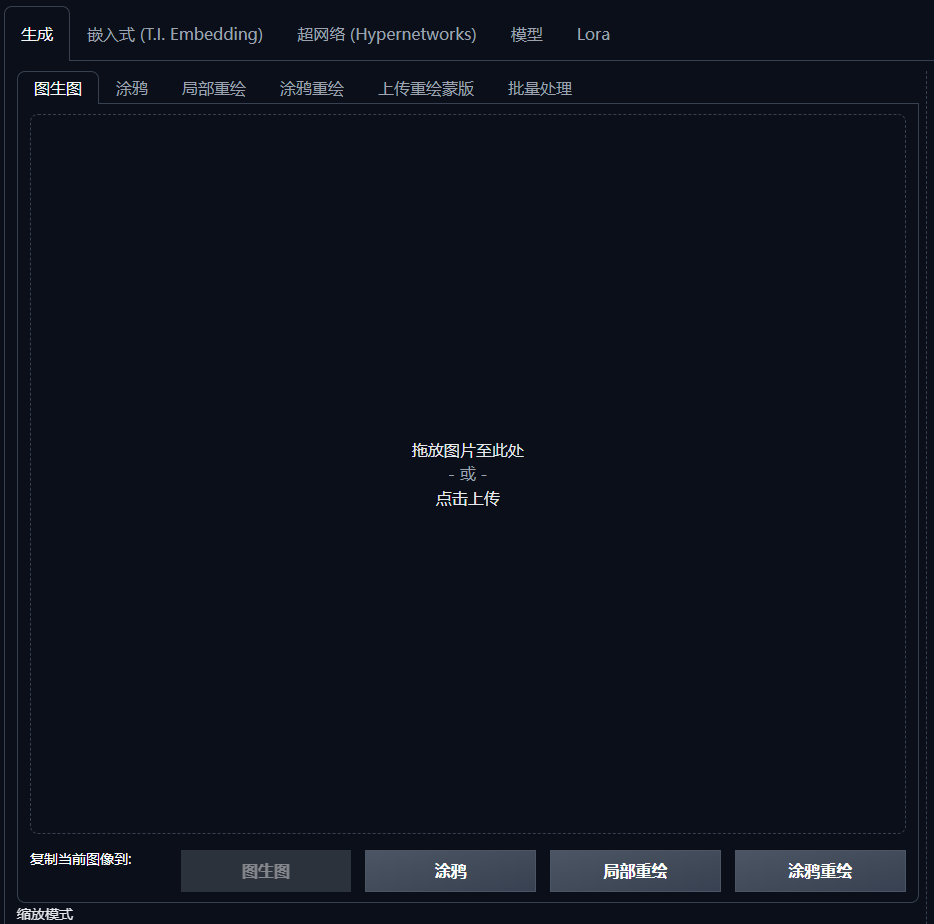 生成 嵌入式 (T.I. Embedding) 超网络 (Hypernetworks) 模型 Lora
图生图 涂鸦 局部重绘 涂鸦重绘 上传重绘蒙版 批量处理
拖放图片至此处
- 或 -
点击上传
复制当前图像到: 图生图 涂鸦 局部重绘 涂鸦重绘
缩放模式